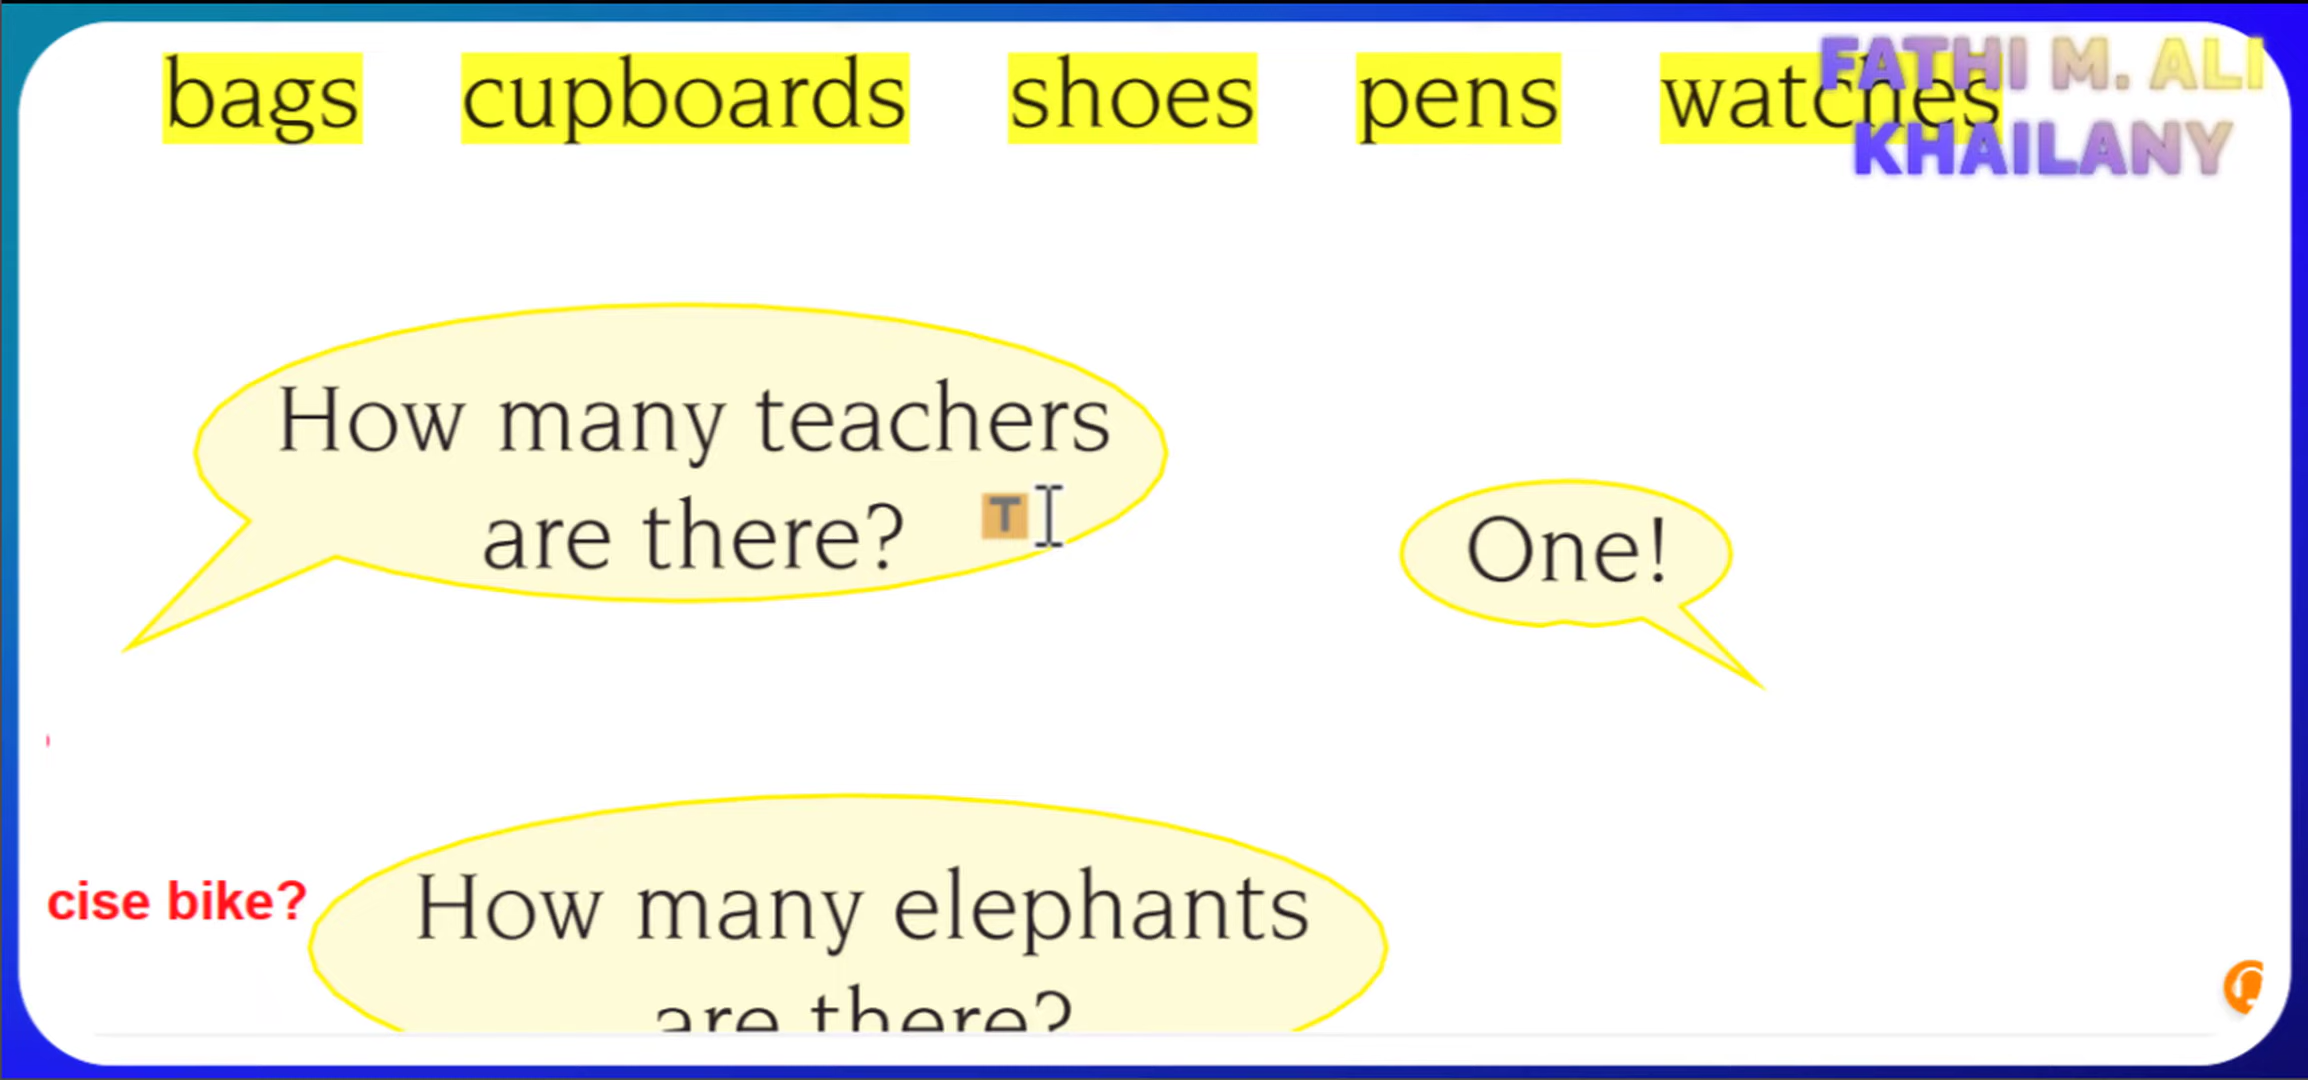 bags cupboards shoes pens watches
FATHI M. ALI
KHAILANY
How many teachers
are there?
T
One!
cise bike?
How many elephants
are there?